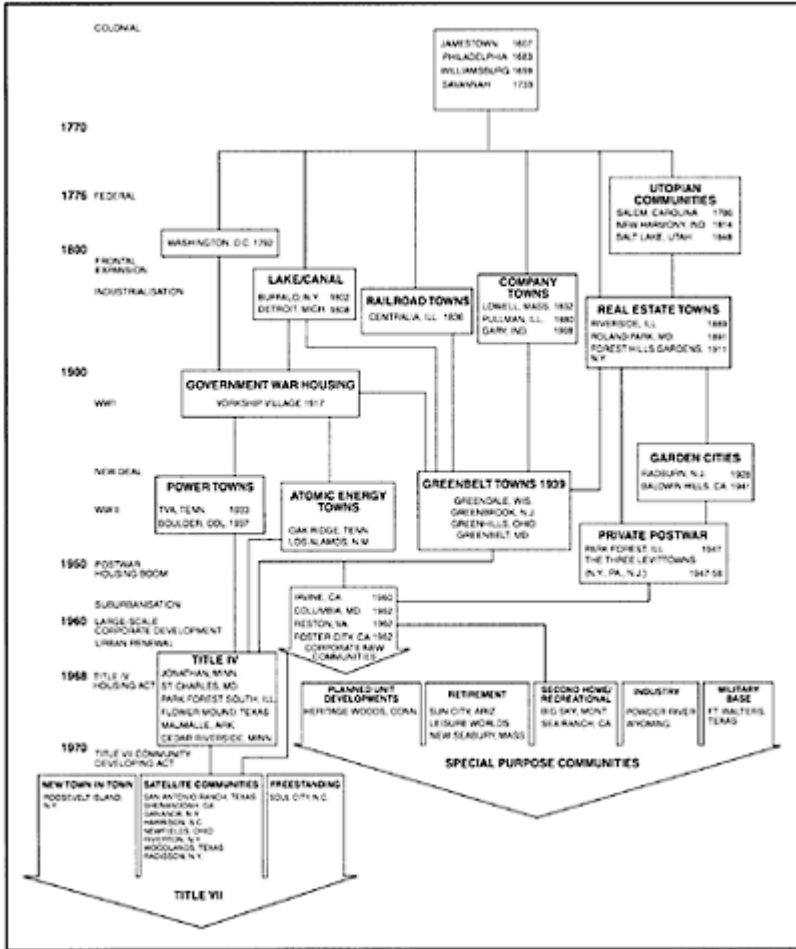 COLONIAL
JAMESTOWN 1607
PHILADELPHIA 1683
WILLIAMSBURG 1699
SAVANNAH 1733
1770
1775 FEDERAL
UTOPIAN
COMMUNITIES
SALEM, CAROLINA
NEW HARMONY, IND 1814
SALT LAKE, UTAH 1848
WASHINGTON, D.C. 1792
1800
FRONTAL
EXPANSION
INDUSTRIALISATION
LAKE/CANAL
BUFFALO, N.Y. 1802
DETROIT, MICH. 1808
RAILROAD TOWNS
CENTRALIA, ILL. 1836
COMPANY
TOWNS
LOWELL, MASS. 1832
PULLMAN, ILL. 1880
GARY, IND. 1908
REAL ESTATE TOWNS
RIVERSIDE, ILL 1889
ROLAND PARK, MD 1891
FOREST HILLS GARDENS, 1911
N.Y.
1900
WW1
GOVERNMENT WAR HOUSING
YORKSHIP VILLAGE 1917
NEW DEAL
WW II
POWER TOWNS
TVA, TENN. 1933
BOULDER, COL. 1937
ATOMIC ENERGY
TOWNS
OAK RIDGE, TENN
LOS ALAMOS, N.M.
GREENBELT TOWNS 1939
GREENDALE, WIS.
GREENBROOK, N.J.
GREENHILLS, OHIO
GREENBELT, MD
GARDEN CITIES
RADBURN, N.J. 1928
BALDWIN HILLS, CA 1941
PRIVATE POSTWAR
PARK FOREST, ILL 1947
THE THREE LEVITTOWNS
(N.Y., PA., N.J.) 1947-58
1950 POSTWAR
HOUSING BOOM
SUBURBANISATION
1960 LARGE-SCALE
CORPORATE DEVELOPMENT
URBAN RENEWAL
IRVINE, CA 1960
COLUMBIA, MD. 1962
RESTON, VA. 1962
FOSTER CITY, CA 1962
CORPORATE NEW
COMMUNITIES
1968 TITLE IV
HOUSING ACT
TITLE IV
JONATHAN, MINN.
ST CHARLES, MD.
PARK FOREST SOUTH, ILL.
FLOWER MOUND, TEXAS
MAUMALLE, ARK.
CEDAR RIVERSIDE, MINN.
PLANNED UNIT
DEVELOPMENTS
HERITAGE WOODS, CONN.
RETIREMENT
SUN CITY, ARIZ
LEISURE WORLDS
NEW SEABURY, MASS
SECOND HOME/
RECREATIONAL
BIG SKY, MONT.
SEA RANCH, CA
INDUSTRY
POWDER RIVER
WYOMING
MILITARY
BASE
FT WALTERS,
TEXAS
SPECIAL PURPOSE COMMUNITIES
1970
TITLE VII COMMUNITY
DEVELOPING ACT
NEW TOWN IN TOWN
ROOSEVELT ISLAND,
N.Y.
SATELLITE COMMUNITIES
SAN ANTONIO RANCH, TEXAS
SHENANDOAH, GA
GANANDA, N.Y.
HARBISON, S.C.
NEWFIELDS, OHIO
RIVERTON, N.Y.
WOODLANDS, TEXAS
RADISSON, N.Y.
FREESTANDING
SOUL CITY, N.C.
TITLE VII